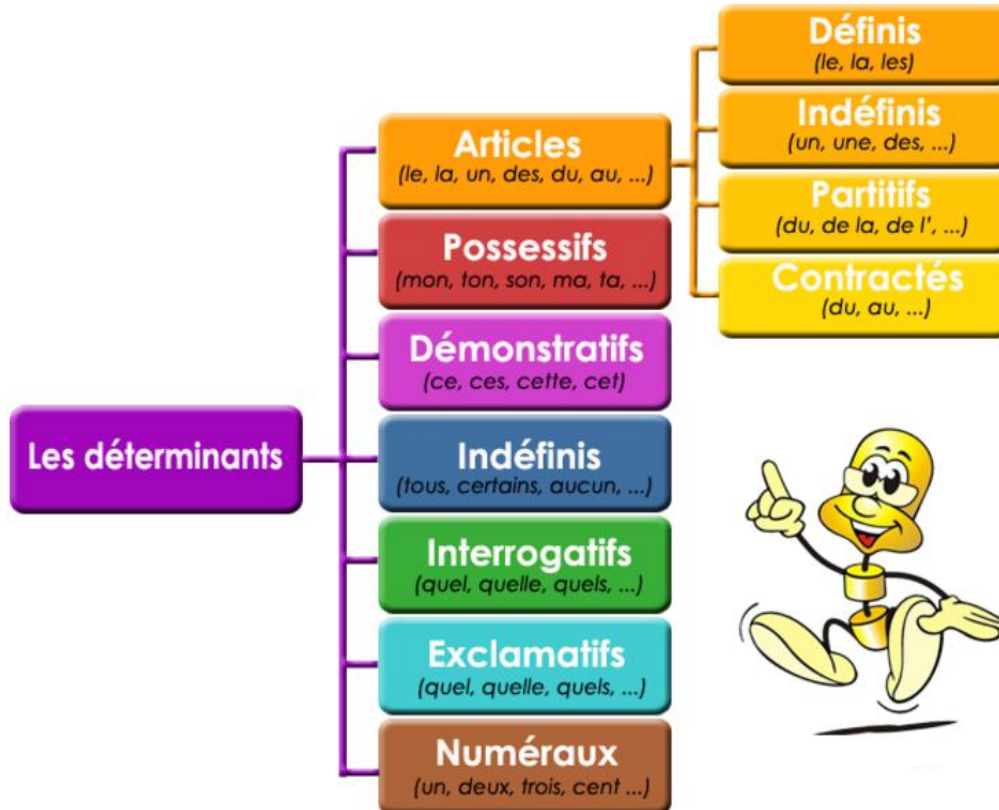 Les déterminants
Articles
(le, la, un, des, du, au, ...)
Définis
(le, la, les)
Indéfinis
(un, une, des, ...)
Partitifs
(du, de la, de l', ...)
Contractés
(du, au, ...)
Possessifs
(mon, ton, son, ma, ta, ...)
Démonstratifs
(ce, ces, cette, cet)
Indéfinis
(tous, certains, aucun, ...)
Interrogatifs
(quel, quelle, quels, ...)
Exclamatifs
(quel, quelle, quels, ...)
Numéraux
(un, deux, trois, cent ...)